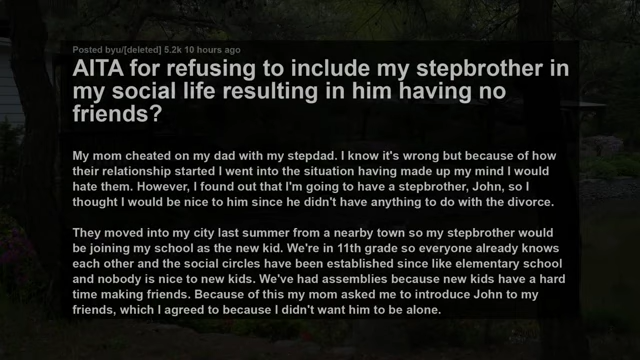 Posted byu/[deleted] 5.2k 10 hours ago
AITA for refusing to include my stepbrother in
my social life resulting in him having no
friends?
My mom cheated on my dad with my stepdad. I know it's wrong but because of how
their relationship started I went into the situation having made up my mind I would
hate them. However, I found out that I'm going to have a stepbrother, John, so I
thought I would be nice to him since he didn't have anything to do with the divorce.
They moved into my city last summer from a nearby town so my stepbrother would
be joining my school as the new kid. We're in 11th grade so everyone already knows
each other and the social circles have been established since like elementary school
and nobody is nice to new kids. We've had assemblies because new kids have a hard
time making friends. Because of this my mom asked me to introduce John to my
friends, which I agreed to because I didn't want him to be alone.